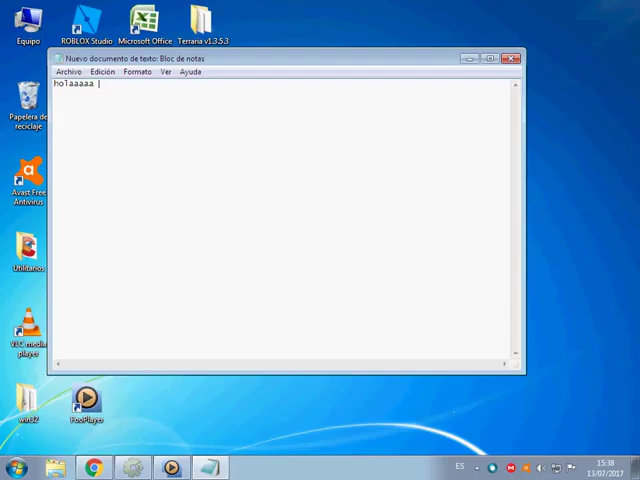 Equipo
ROBLOX Studio
Microsoft Office
Terraria v1.3.5.3
Nuevo documento de texto: Bloc de notas
Archivo Edición Formato Ver Ayuda
holaaaaa
Papelera de
reciclaje
Avast Free
Antivirus
Utilitarios
VLC media
player
win32
FooPlayer
ES
15:38
13/07/2017